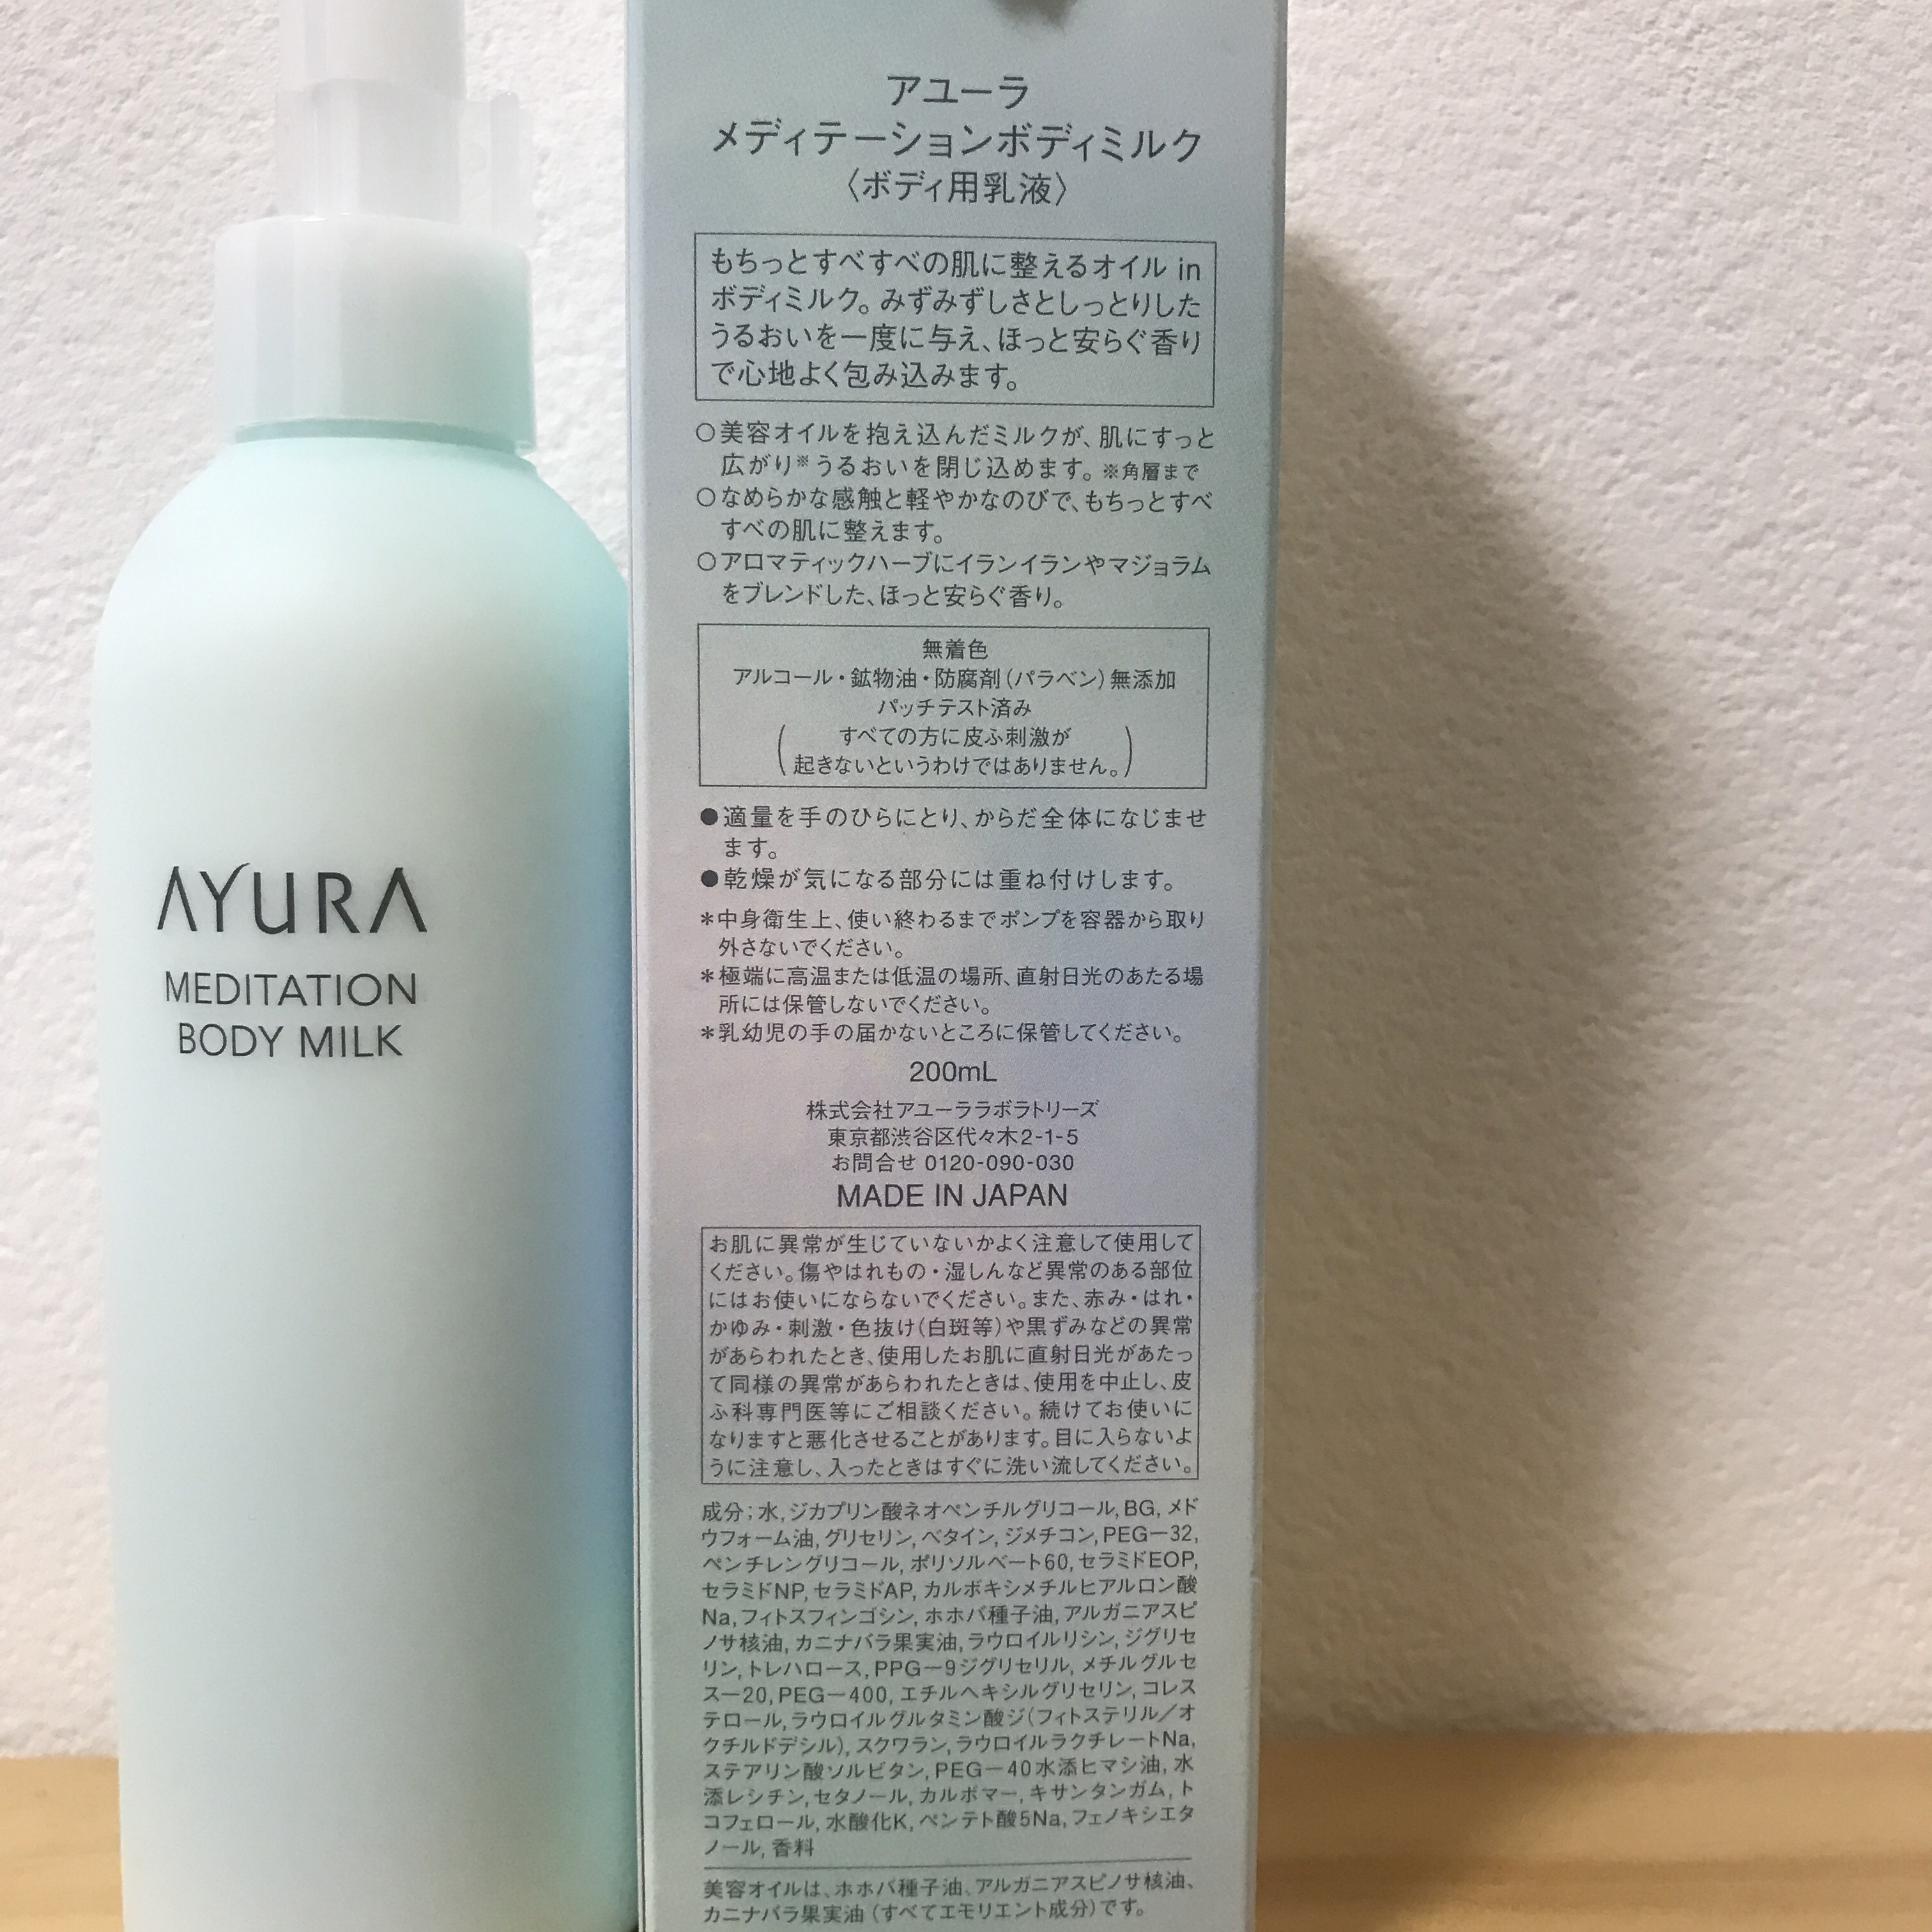 AYURA
MEDITATION
BODY MILK
アユーラ
メディテーションボディミルク
〈ボディ用乳液〉
もちっとすべすべの肌に整えるオイル in
ボディミルク。みずみずしさとしっとりした
うるおいを一度に与え、ほっと安らぐ香り
で心地よく包み込みます。
○美容オイルを抱え込んだミルクが、肌にすっと
広がり※うるおいを閉じ込めます。※角層まで
○なめらかな感触と軽やかなのびで、もちっとすべ
すべの肌に整えます。
○アロマティックハーブにイランイランやマジョラム
をブレンドした、ほっと安らぐ香り。
無着色
アルコール・鉱物油・防腐剤(パラベン)無添加
パッチテスト済み
(すべての方に皮ふ刺激が
起きないというわけではありません。)
●適量を手のひらにとり、からだ全体になじませ
ます。
●乾燥が気になる部分には重ね付けします。
＊中身衛生上、使い終わるまでポンプを容器から取り
外さないでください。
＊極端に高温または低温の場所、直射日光のあたる場
所には保管しないでください。
＊乳幼児の手の届かないところに保管してください。
200mL
株式会社アユーララボラトリーズ
東京都渋谷区代々木2-1-5
お問合せ 0120-090-030
MADE IN JAPAN
お肌に異常が生じていないかよく注意して使用して
ください。傷やはれもの・湿しんなど異常のある部位
にはお使いにならないでください。また、赤み・はれ・
かゆみ・刺激・色抜け(白斑等)や黒ずみなどの異常
があらわれたとき、使用したお肌に直射日光があたっ
て同様の異常があらわれたときは、使用を中止し、皮
ふ科専門医等にご相談ください。続けてお使いに
なりますと悪化させることがあります。目に入らないよ
うに注意し、入ったときはすぐに洗い流してください。
成分；水,ジカプリン酸ネオペンチルグリコール,BG,メド
ウフォーム油,グリセリン,ベタイン,ジメチコン,PEG－32,
ペンチレングリコール,ポリソルベート60,セラミドEOP,
セラミドNP,セラミドAP,カルボキシメチルヒアルロン酸
Na,フィトスフィンゴシン,ホホバ種子油,アルガニアスピ
ノサ核油,カニナバラ果実油,ラウロイルリシン,ジグリセ
リン,トレハロース,PPG－9ジグリセリル,メチルグルセ
ス－20,PEG－400,エチルヘキシルグリセリン,コレス
テロール,ラウロイルグルタミン酸ジ(フィトステリル／オ
クチルドデシル),スクワラン,ラウロイルラクチレートNa,
ステアリン酸ソルビタン,PEG－40水添ヒマシ油,水
添レシチン,セタノール,カルボマー,キサンタンガム,ト
コフェロール,水酸化K,ペンテト酸5Na,フェノキシエタ
ノール,香料
美容オイルは、ホホバ種子油、アルガニアスピノサ核油、
カニナバラ果実油(すべてエモリエント成分)です。